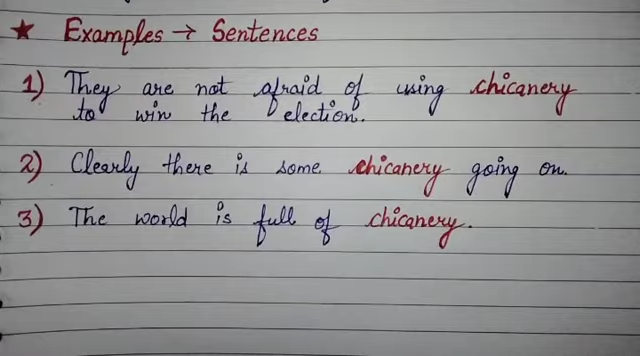 ★ Examples → Sentences
1) They are not afraid of using chicanery
to win the election.
2) Clearly there is some chicanery going on.
3) The world is full of chicanery.